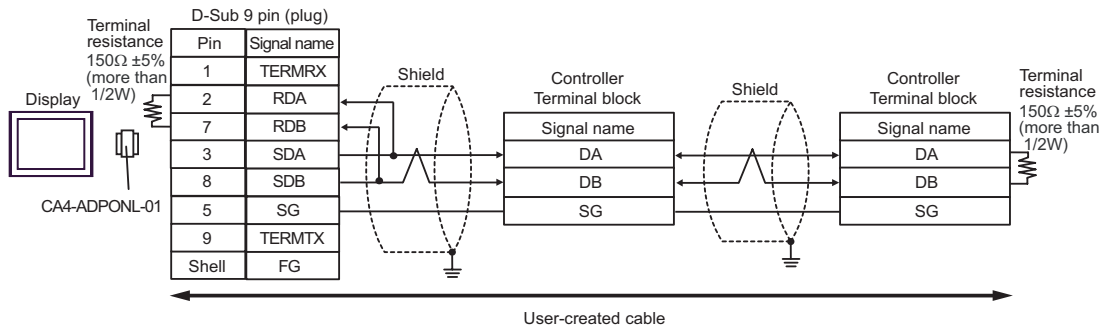 D-Sub 9 pin (plug)
Terminal
resistance
150Ω ±5%
(more than
1/2W)
Display
CA4-ADPONL-01
Pin Signal name
1 TERMRX
2 RDA
7 RDB
3 SDA
8 SDB
5 SG
9 TERMTX
Shell FG
Shield
Controller
Terminal block
Signal name
DA
DB
SG
Shield
Controller
Terminal block
Signal name
DA
DB
SG
Terminal
resistance
150Ω ±5%
(more than
1/2W)
User-created cable